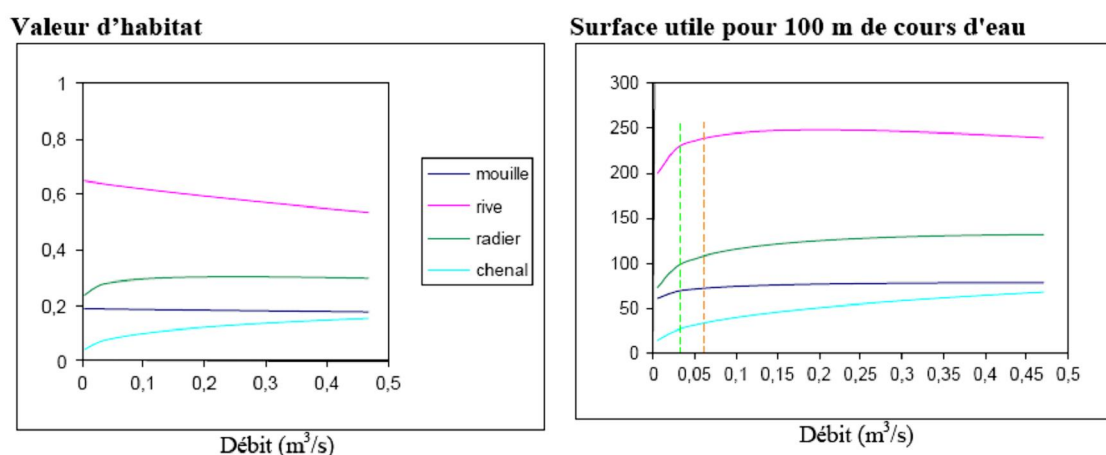 Valeur d'habitat
1
0,8
0,6
0,4
0,2
0
0 0,1 0,2 0,3 0,4 0,5
Débit (m³/s)
mouille
rive
radier
chenal
Surface utile pour 100 m de cours d'eau
300
250
200
150
100
50
0
0 0,05 0,1 0,15 0,2 0,25 0,3 0,35 0,4 0,45 0,5
Débit (m³/s)